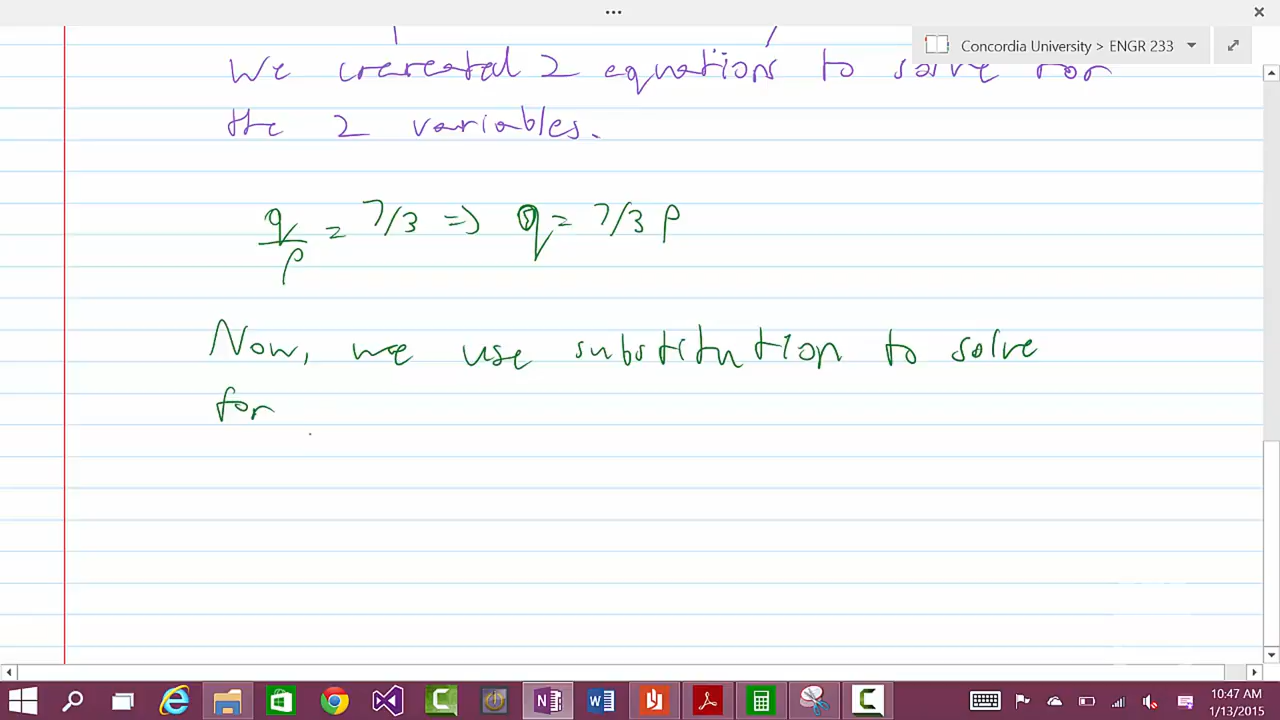 ...
Concordia University > ENGR 233
We crereated 2 equations to solve for
the 2 variables.
q/p = 7/3 => q = 7/3 p
Now, we use substitution to solve
for
10:47 AM
1/13/2015